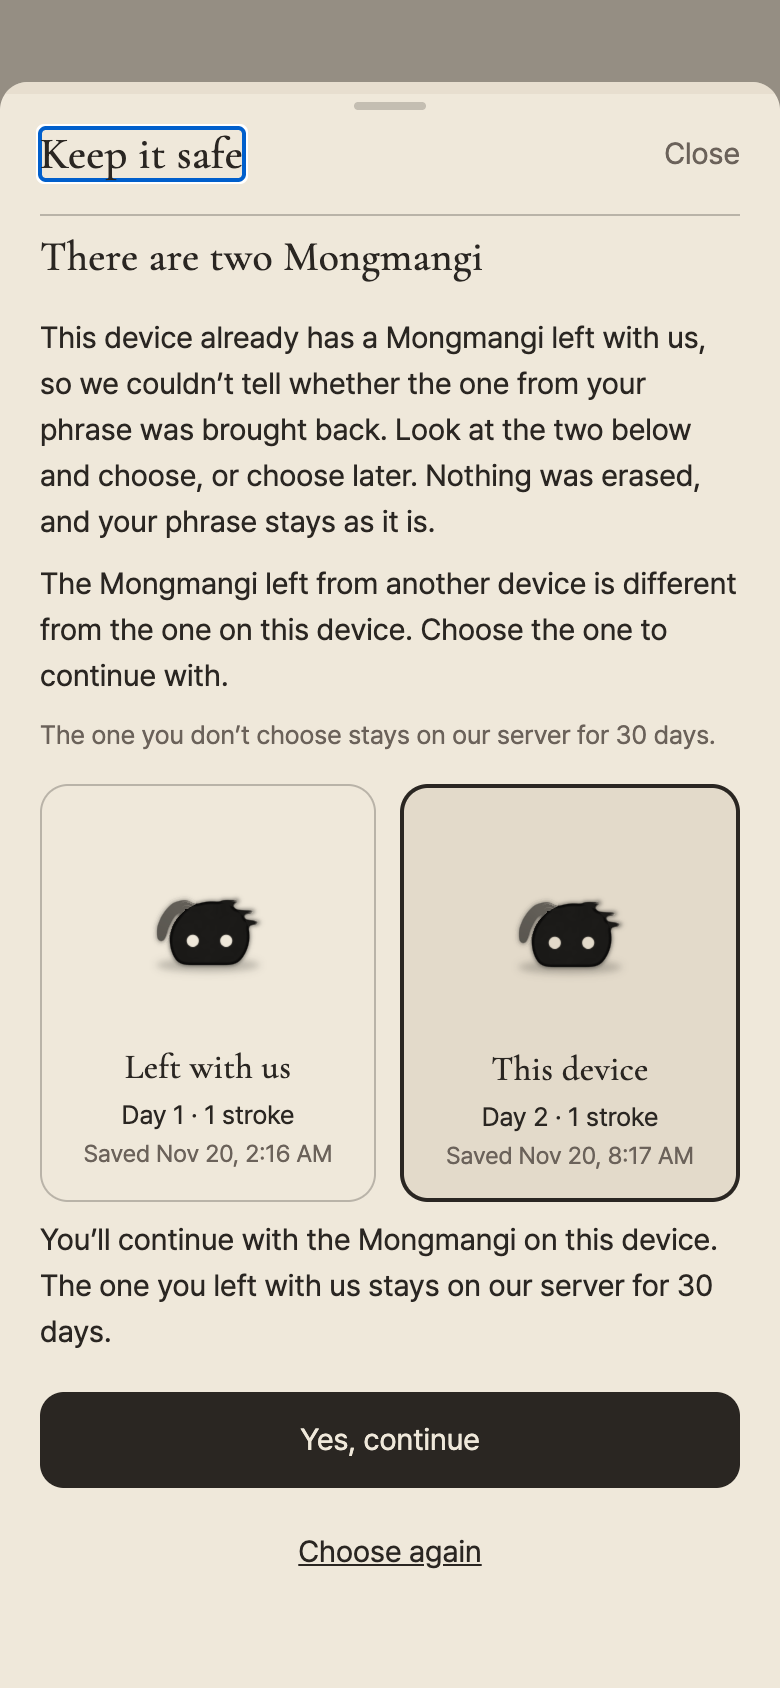 Keep it safe
Close
There are two Mongmangi
This device already has a Mongmangi left with us,
so we couldn’t tell whether the one from your
phrase was brought back. Look at the two below
and choose, or choose later. Nothing was erased,
and your phrase stays as it is.
The Mongmangi left from another device is different
from the one on this device. Choose the one to
continue with.
The one you don’t choose stays on our server for 30 days.
Left with us
Day 1 · 1 stroke
Saved Nov 20, 2:16 AM
This device
Day 2 · 1 stroke
Saved Nov 20, 8:17 AM
You’ll continue with the Mongmangi on this device.
The one you left with us stays on our server for 30
days.
Yes, continue
Choose again